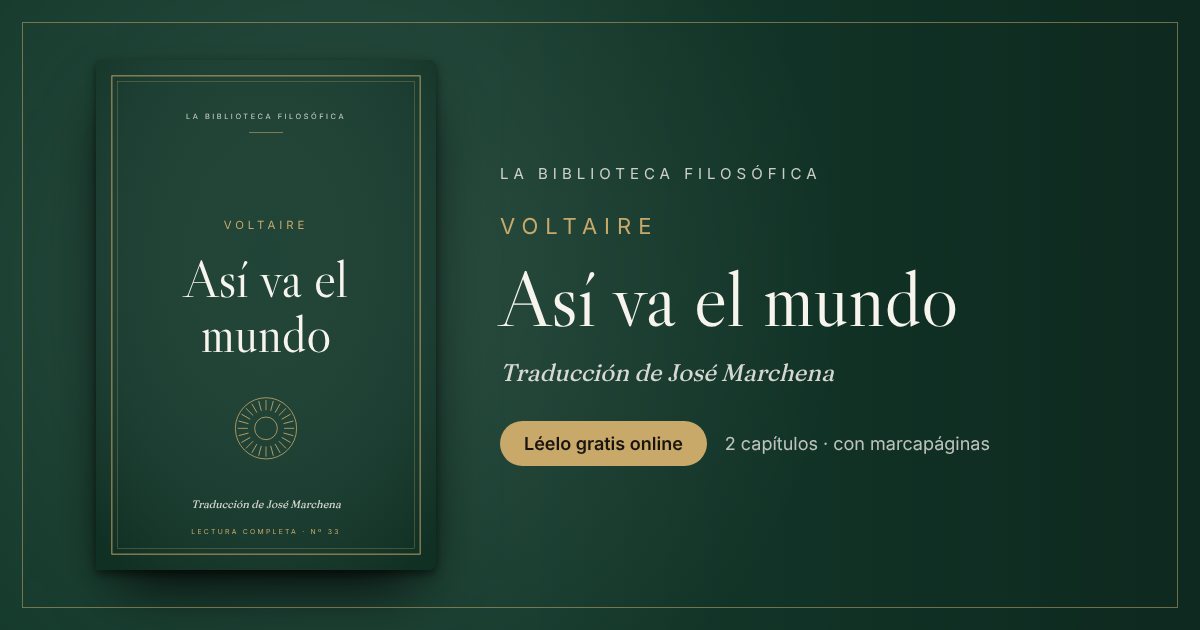 LA BIBLIOTECA FILOSÓFICA
VOLTAIRE
Así va el
mundo
Traducción de José Marchena
LECTURA COMPLETA · Nº 33
LA BIBLIOTECA FILOSÓFICA
VOLTAIRE
Así va el mundo
Traducción de José Marchena
Léelo gratis online
2 capítulos · con marcapáginas